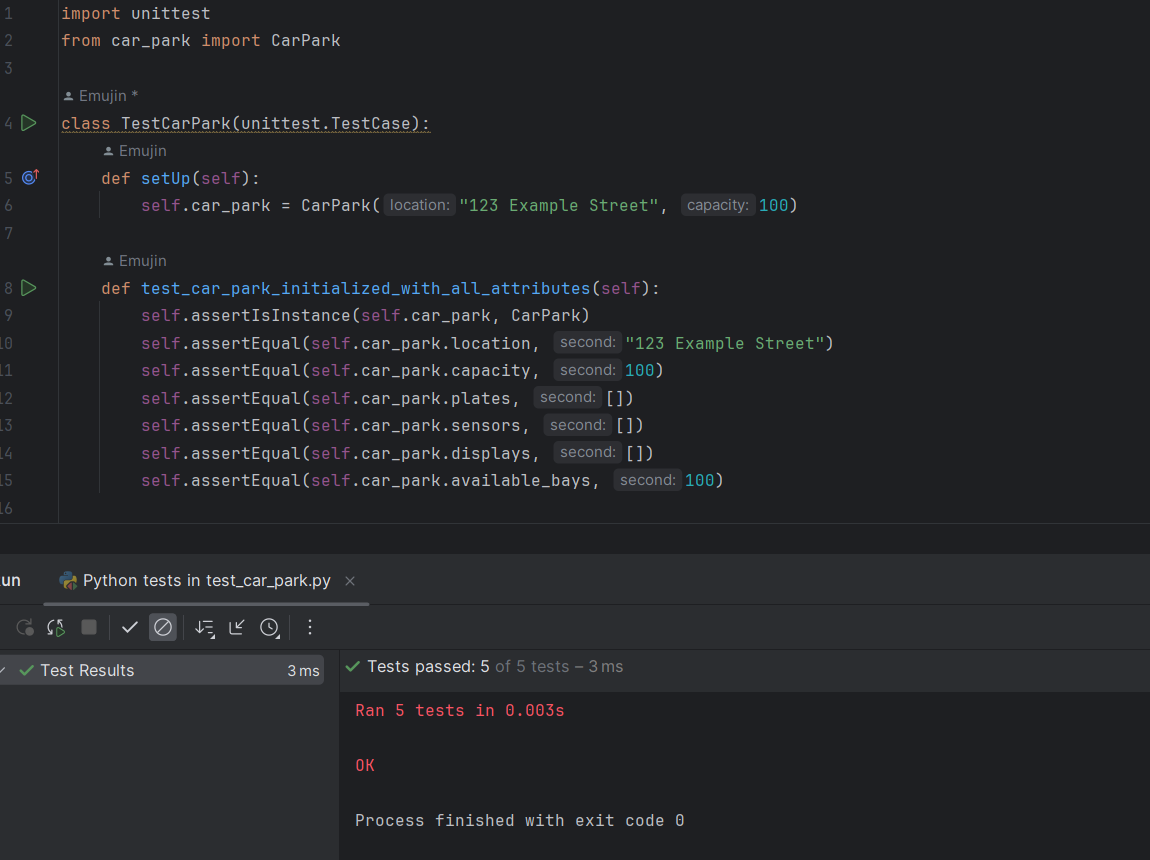 1 import unittest
2 from car_park import CarPark
3
Emujin *
4 class TestCarPark(unittest.TestCase):
Emujin
5 def setUp(self):
6 self.car_park = CarPark( location: "123 Example Street", capacity: 100)
7
Emujin
8 def test_car_park_initialized_with_all_attributes(self):
9 self.assertIsInstance(self.car_park, CarPark)
10 self.assertEqual(self.car_park.location, second: "123 Example Street")
11 self.assertEqual(self.car_park.capacity, second: 100)
12 self.assertEqual(self.car_park.plates, second: [])
13 self.assertEqual(self.car_park.sensors, second: [])
14 self.assertEqual(self.car_park.displays, second: [])
15 self.assertEqual(self.car_park.available_bays, second: 100)
16
un Python tests in test_car_park.py
Test Results 3 ms
Tests passed: 5 of 5 tests – 3 ms
Ran 5 tests in 0.003s
OK
Process finished with exit code 0